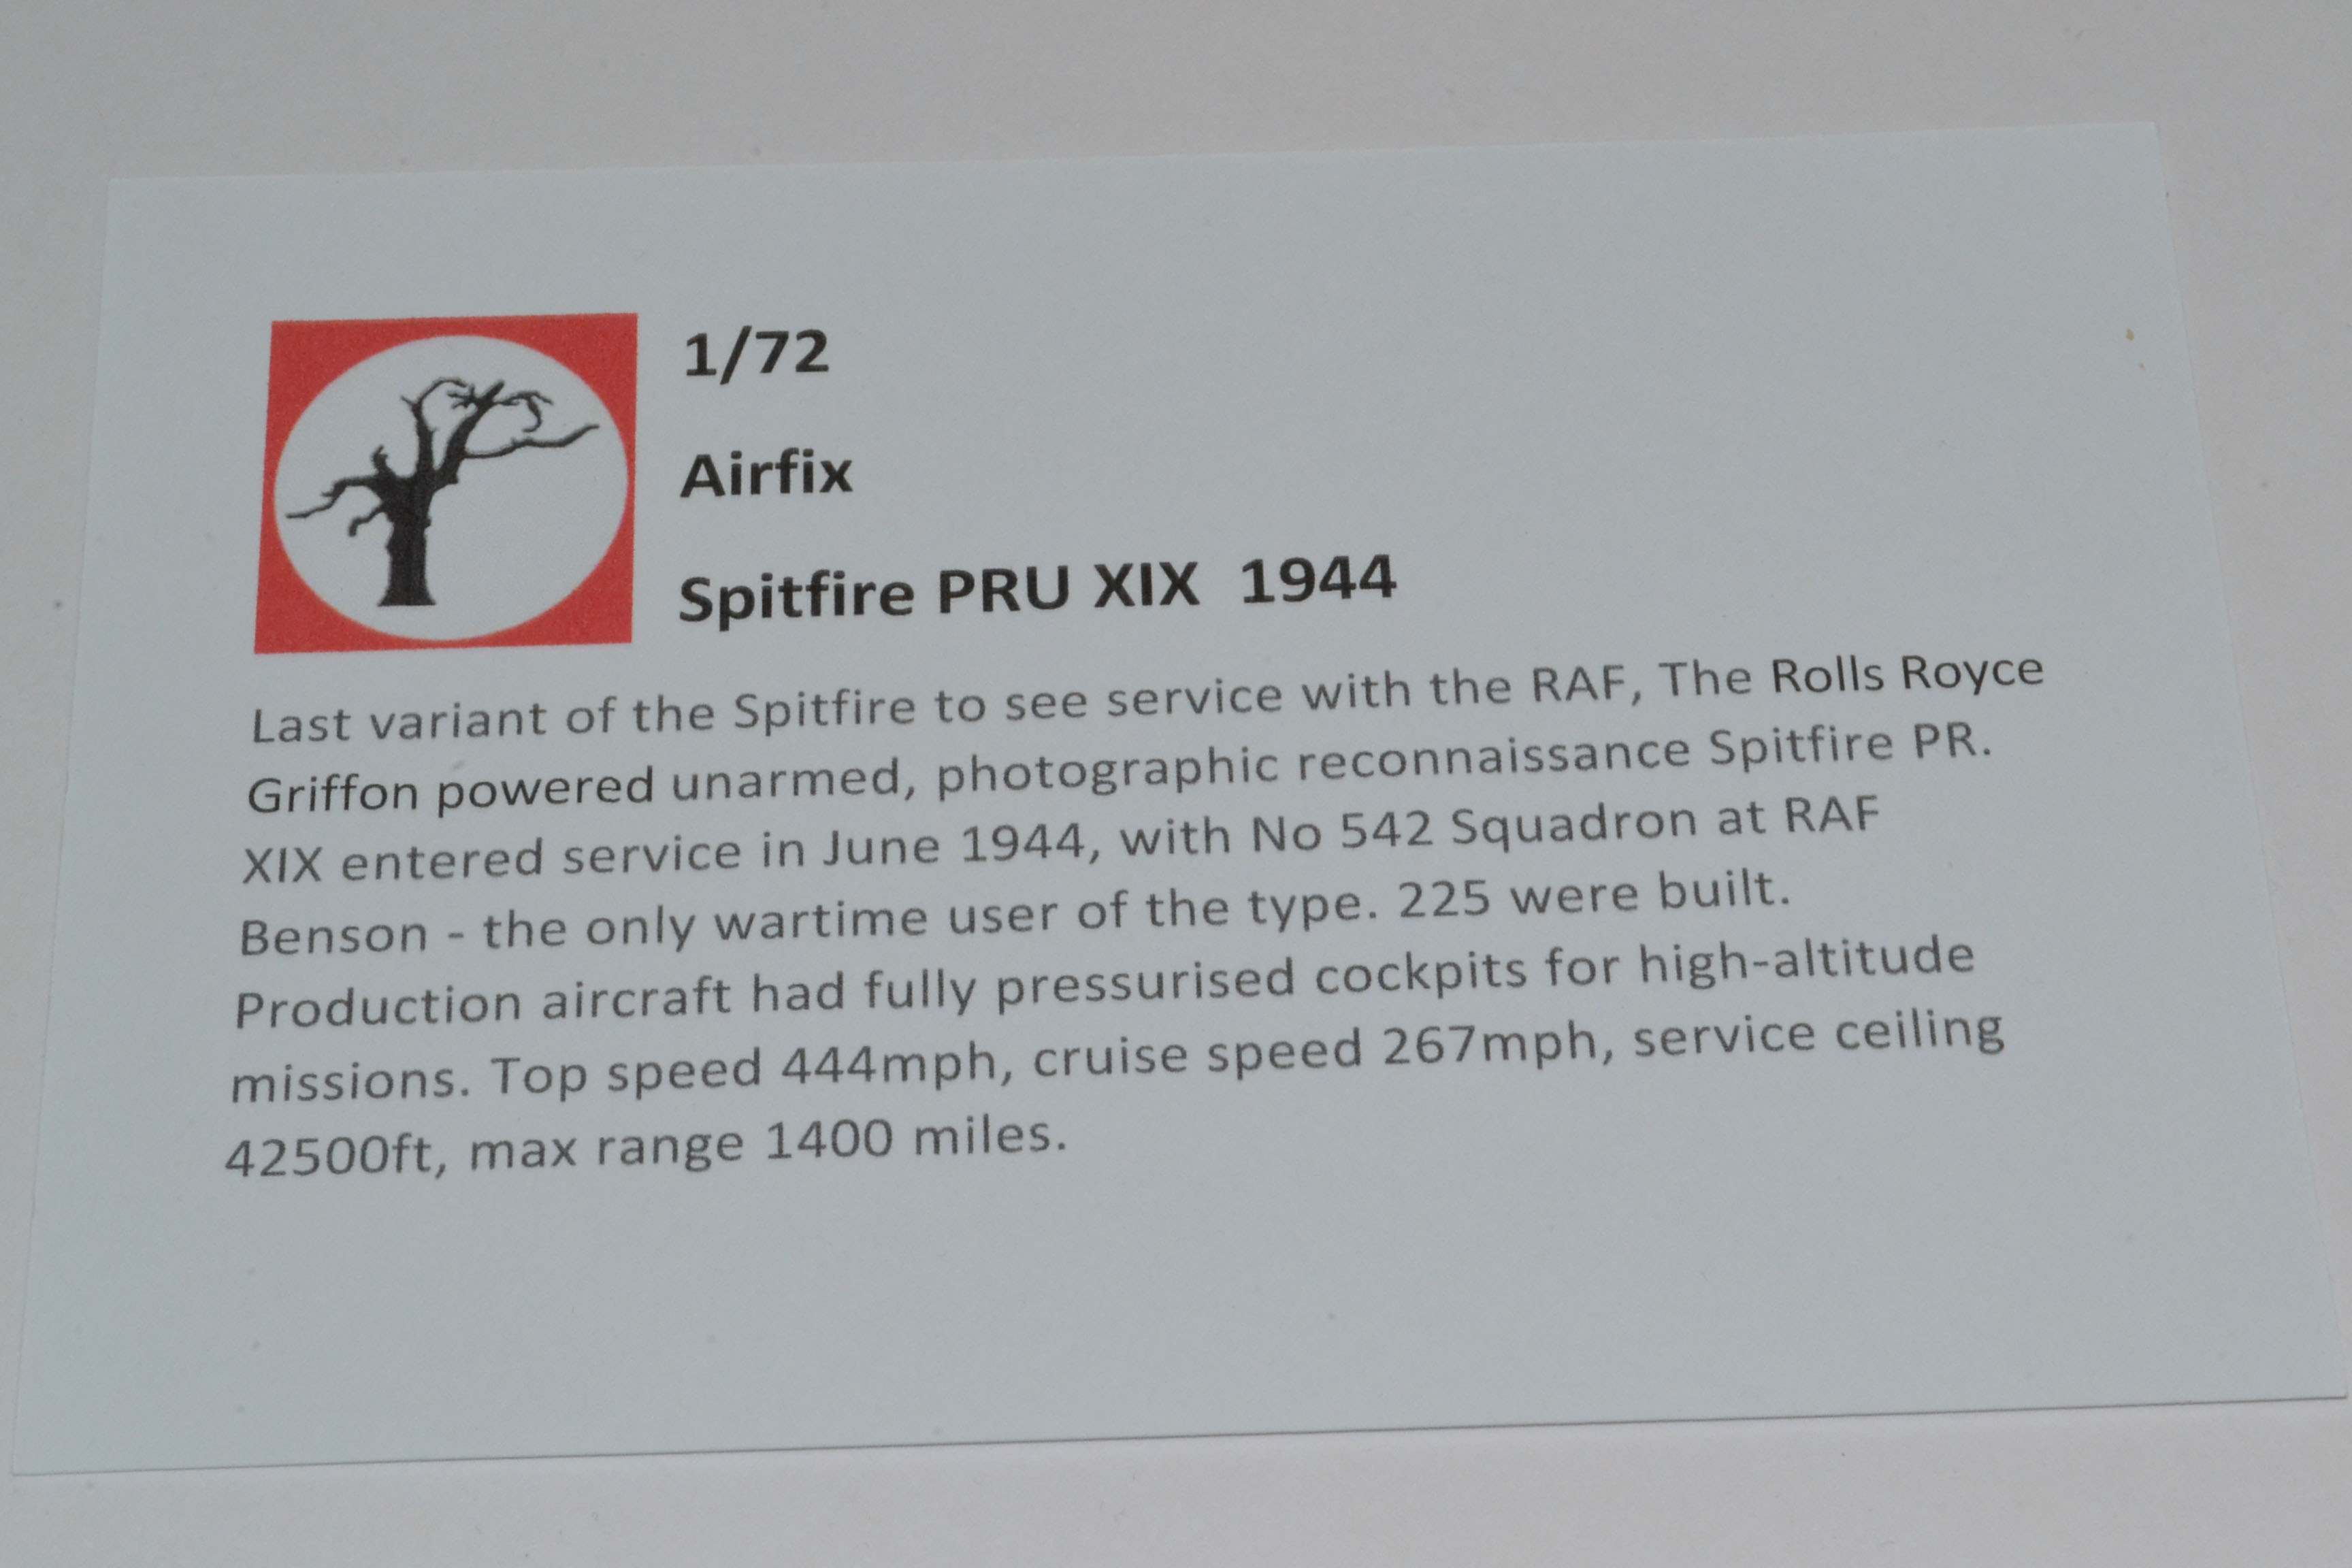 1/72
Airfix
Spitfire PRU XIX 1944
Last variant of the Spitfire to see service with the RAF, The Rolls Royce
Griffon powered unarmed, photographic reconnaissance Spitfire PR.
XIX entered service in June 1944, with No 542 Squadron at RAF
Benson - the only wartime user of the type. 225 were built.
Production aircraft had fully pressurised cockpits for high-altitude
missions. Top speed 444mph, cruise speed 267mph, service ceiling
42500ft, max range 1400 miles.